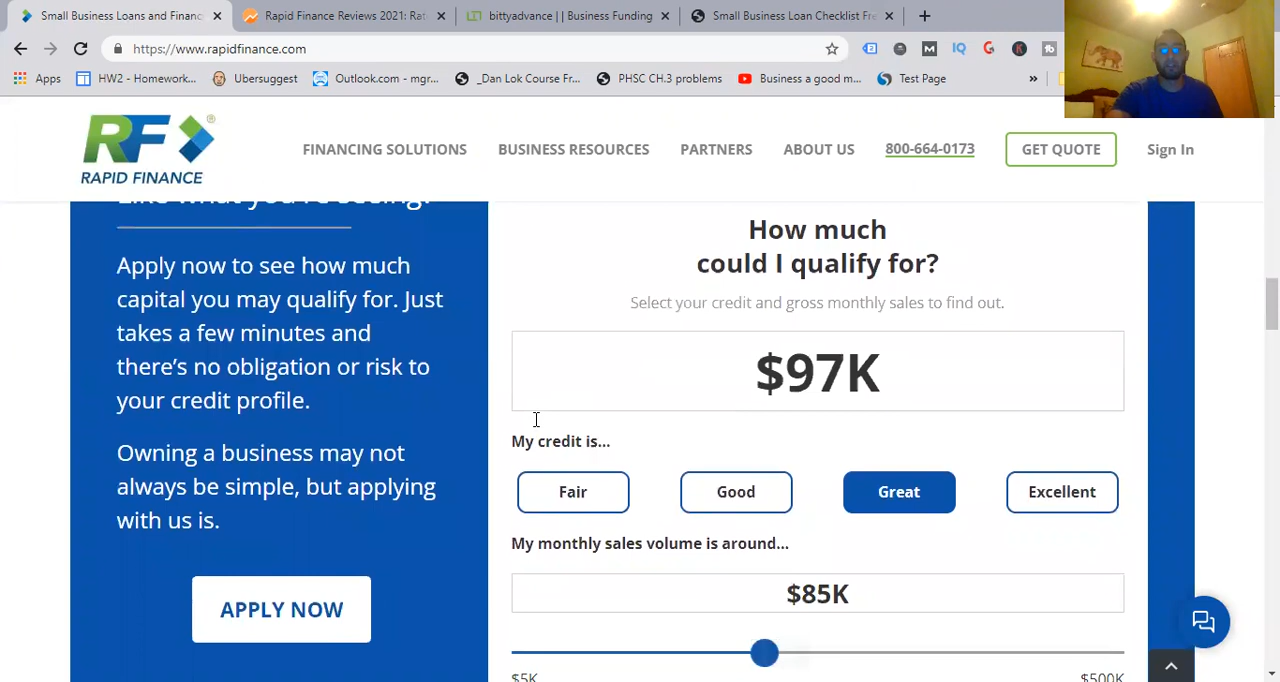 Small Business Loans and Financ
Rapid Finance Reviews 2021: Rat
bittyadvance || Business Funding
Small Business Loan Checklist Fre
https://www.rapidfinance.com
Apps
HW2 - Homework...
Ubersuggest
Outlook.com - mgr...
_Dan Lok Course Fr...
PHSC CH.3 problems
Business a good m...
Test Page
»
RF
RAPID FINANCE
FINANCING SOLUTIONS
BUSINESS RESOURCES
PARTNERS
ABOUT US
800-664-0173
GET QUOTE
Sign In
Like what you're seeing?
Apply now to see how much
capital you may qualify for. Just
takes a few minutes and
there's no obligation or risk to
your credit profile.
Owning a business may not
always be simple, but applying
with us is.
APPLY NOW
How much
could I qualify for?
Select your credit and gross monthly sales to find out.
$97K
My credit is...
Fair
Good
Great
Excellent
My monthly sales volume is around...
$85K
$5K
$500K